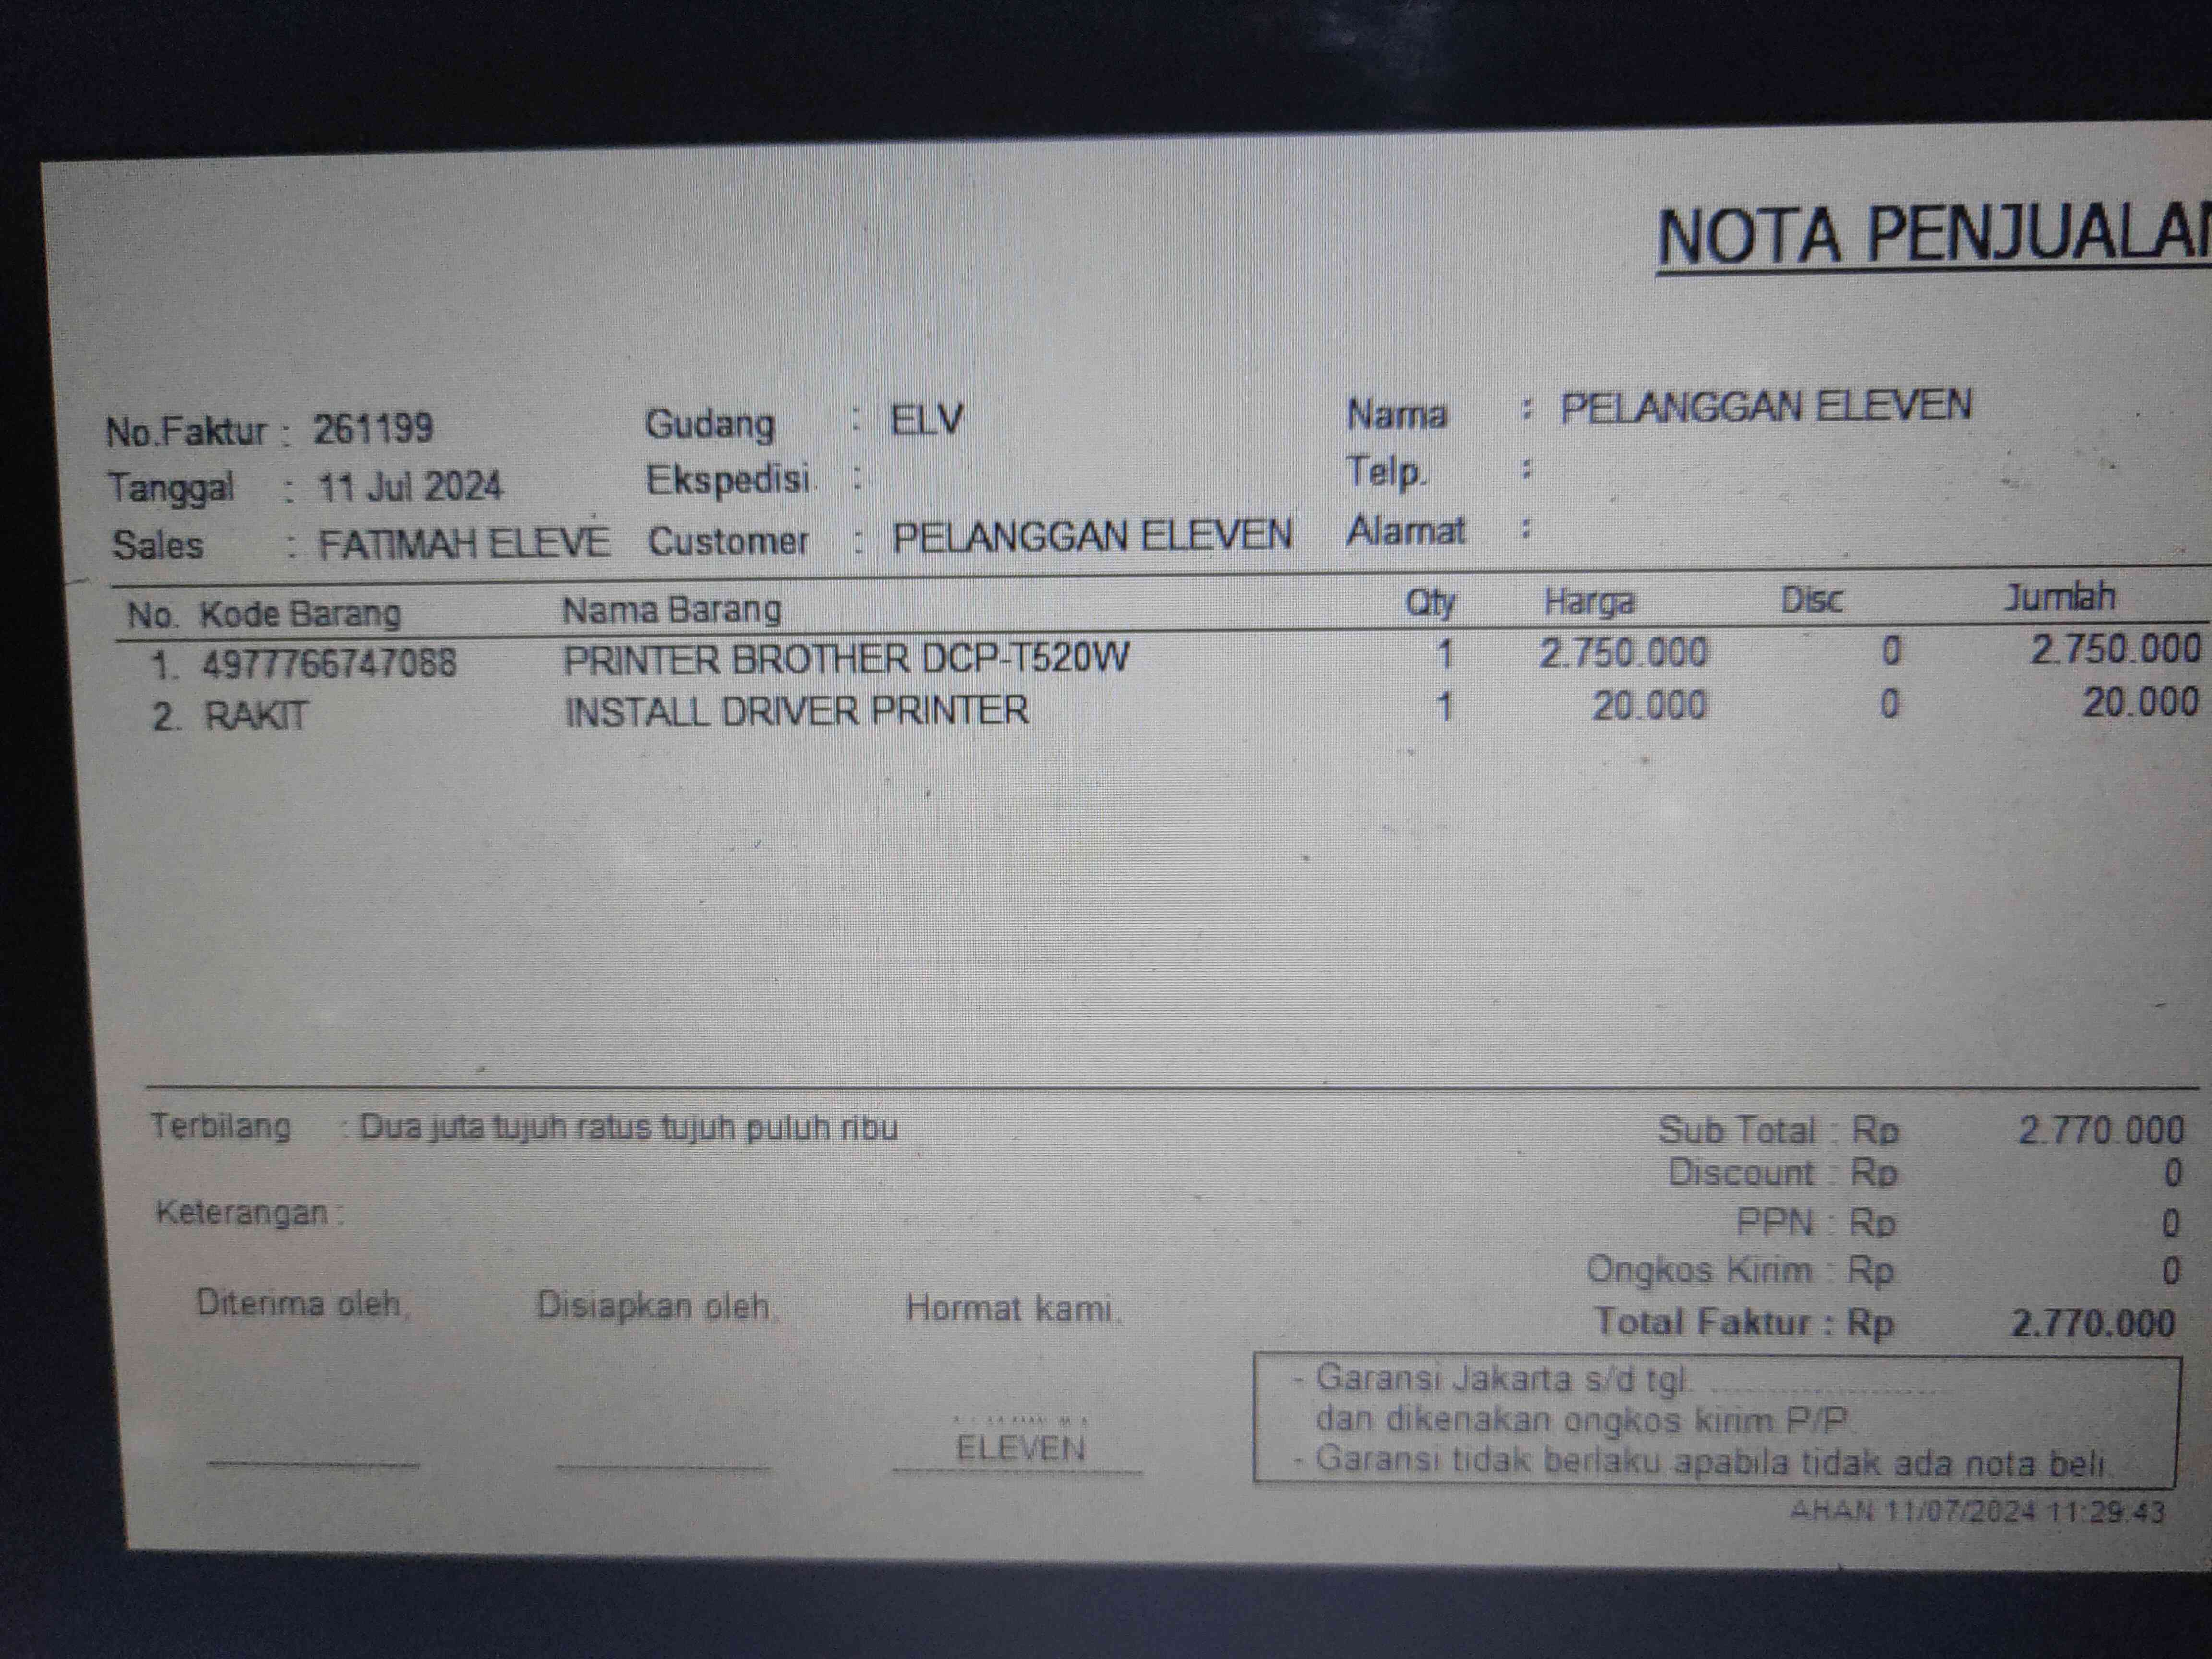 NOTA PENJUALAN
No.Faktur : 261199 Gudang : ELV Nama : PELANGGAN ELEVEN
Tanggal : 11 Jul 2024 Ekspedisi. : Telp. :
Sales : FATIMAH ELEVE Customer : PELANGGAN ELEVEN Alamat :
No. Kode Barang Nama Barang Qty Harga Disc Jumlah
1. 4977766747088 PRINTER BROTHER DCP-T520W 1 2.750.000 0 2.750.000
2. RAKIT INSTALL DRIVER PRINTER 1 20.000 0 20.000
Terbilang : Dua juta tujuh ratus tujuh puluh ribu Sub Total : Rp 2.770.000
Discount : Rp 0
Keterangan : PPN : Rp 0
Ongkos Kirim : Rp 0
Diterima oleh, Disiapkan oleh, Hormat kami, Total Faktur : Rp 2.770.000
- Garansi Jakarta s/d tgl. ....................
dan dikenakan ongkos kirim P/P.
ELEVEN
- Garansi tidak berlaku apabila tidak ada nota beli
AHAN 11/07/2024 11:29:43